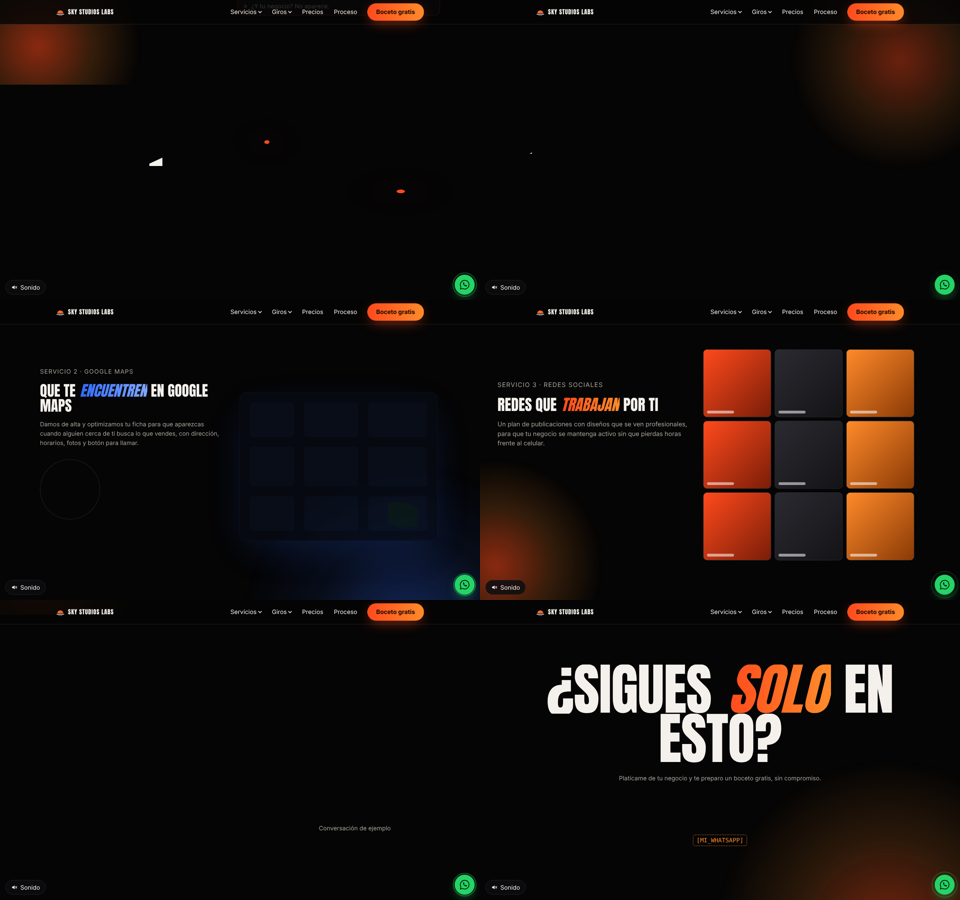 SKY STUDIOS LABS
Servicios
Giros
Precios
Proceso
Boceto gratis
Sonido
SKY STUDIOS LABS
Servicios
Giros
Precios
Proceso
Boceto gratis
Sonido
SKY STUDIOS LABS
Servicios
Giros
Precios
Proceso
Boceto gratis
SERVICIO 2 · GOOGLE MAPS
QUE TE ENCUENTREN EN GOOGLE
MAPS
Damos de alta y optimizamos tu ficha para que aparezcas
cuando alguien cerca de ti busca lo que vendes, con dirección,
horarios, fotos y botón para llamar.
Sonido
SKY STUDIOS LABS
Servicios
Giros
Precios
Proceso
Boceto gratis
SERVICIO 3 · REDES SOCIALES
REDES QUE TRABAJAN POR TI
Un plan de publicaciones con diseños que se ven profesionales,
para que tu negocio se mantenga activo sin que pierdas horas
frente al celular.
Sonido
SKY STUDIOS LABS
Servicios
Giros
Precios
Proceso
Boceto gratis
Conversación de ejemplo
Sonido
SKY STUDIOS LABS
Servicios
Giros
Precios
Proceso
Boceto gratis
¿SIGUES SOLO EN
ESTO?
Platícame de tu negocio y te preparo un boceto gratis, sin compromiso.
[MI_WHATSAPP]
Sonido